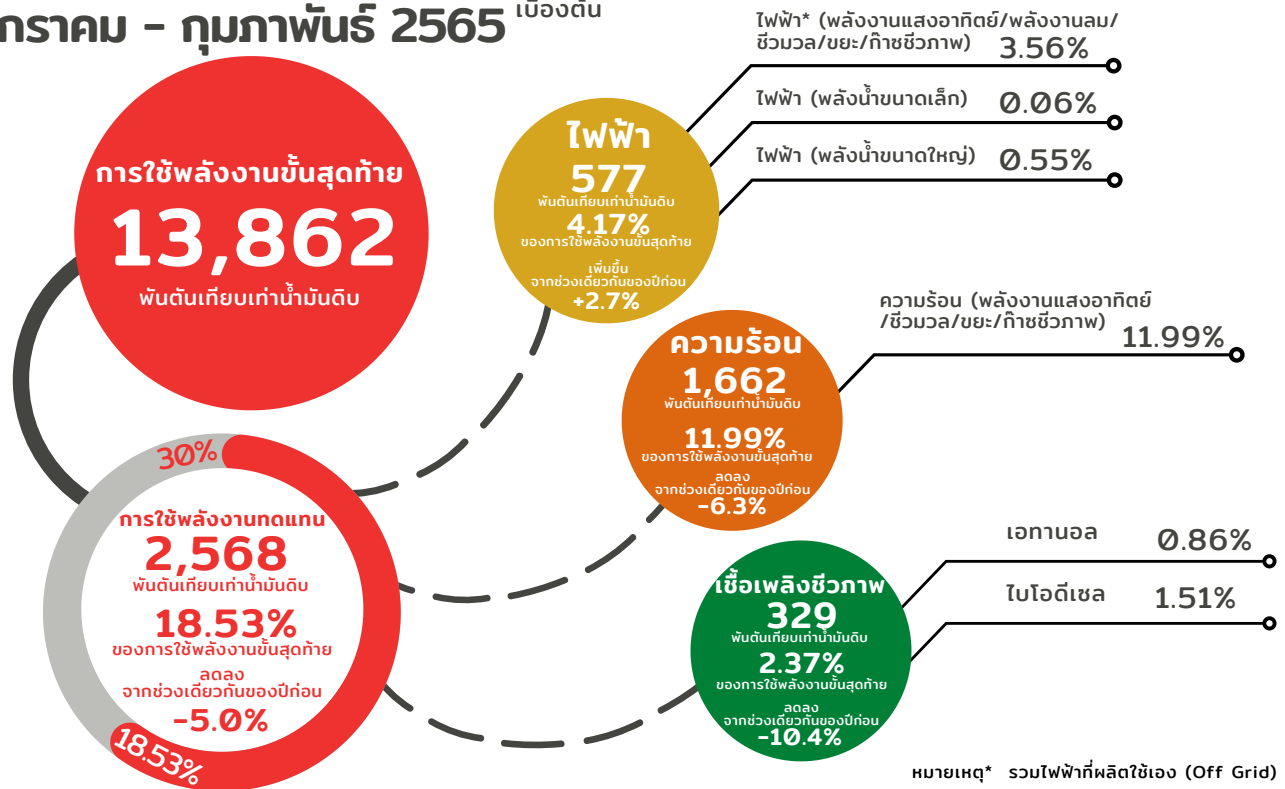 กราคม - กุมภาพันธ์ 2565 เบื้องต้น
การใช้พลังงานขั้นสุดท้าย
13,862
พันตันเทียบเท่าน้ำมันดิบ
ไฟฟ้า
577
พันตันเทียบเท่าน้ำมันดิบ
4.17%
ของการใช้พลังงานขั้นสุดท้าย
เพิ่มขึ้น
จากช่วงเดียวกันของปีก่อน
+2.7%
ไฟฟ้า* (พลังงานแสงอาทิตย์/พลังงานลม/
ชีวมวล/ขยะ/ก๊าซชีวภาพ) 3.56%
ไฟฟ้า (พลังน้ำขนาดเล็ก) 0.06%
ไฟฟ้า (พลังน้ำขนาดใหญ่) 0.55%
ความร้อน
1,662
พันตันเทียบเท่าน้ำมันดิบ
11.99%
ของการใช้พลังงานขั้นสุดท้าย
ลดลง
จากช่วงเดียวกันของปีก่อน
-6.3%
ความร้อน (พลังงานแสงอาทิตย์
/ชีวมวล/ขยะ/ก๊าซชีวภาพ) 11.99%
30%
การใช้พลังงานทดแทน
2,568
พันตันเทียบเท่าน้ำมันดิบ
18.53%
ของการใช้พลังงานขั้นสุดท้าย
ลดลง
จากช่วงเดียวกันของปีก่อน
-5.0%
18.53%
เชื้อเพลิงชีวภาพ
329
พันตันเทียบเท่าน้ำมันดิบ
2.37%
ของการใช้พลังงานขั้นสุดท้าย
ลดลง
จากช่วงเดียวกันของปีก่อน
-10.4%
เอทานอล 0.86%
ไบโอดีเซล 1.51%
หมายเหตุ* รวมไฟฟ้าที่ผลิตใช้เอง (Off Grid)